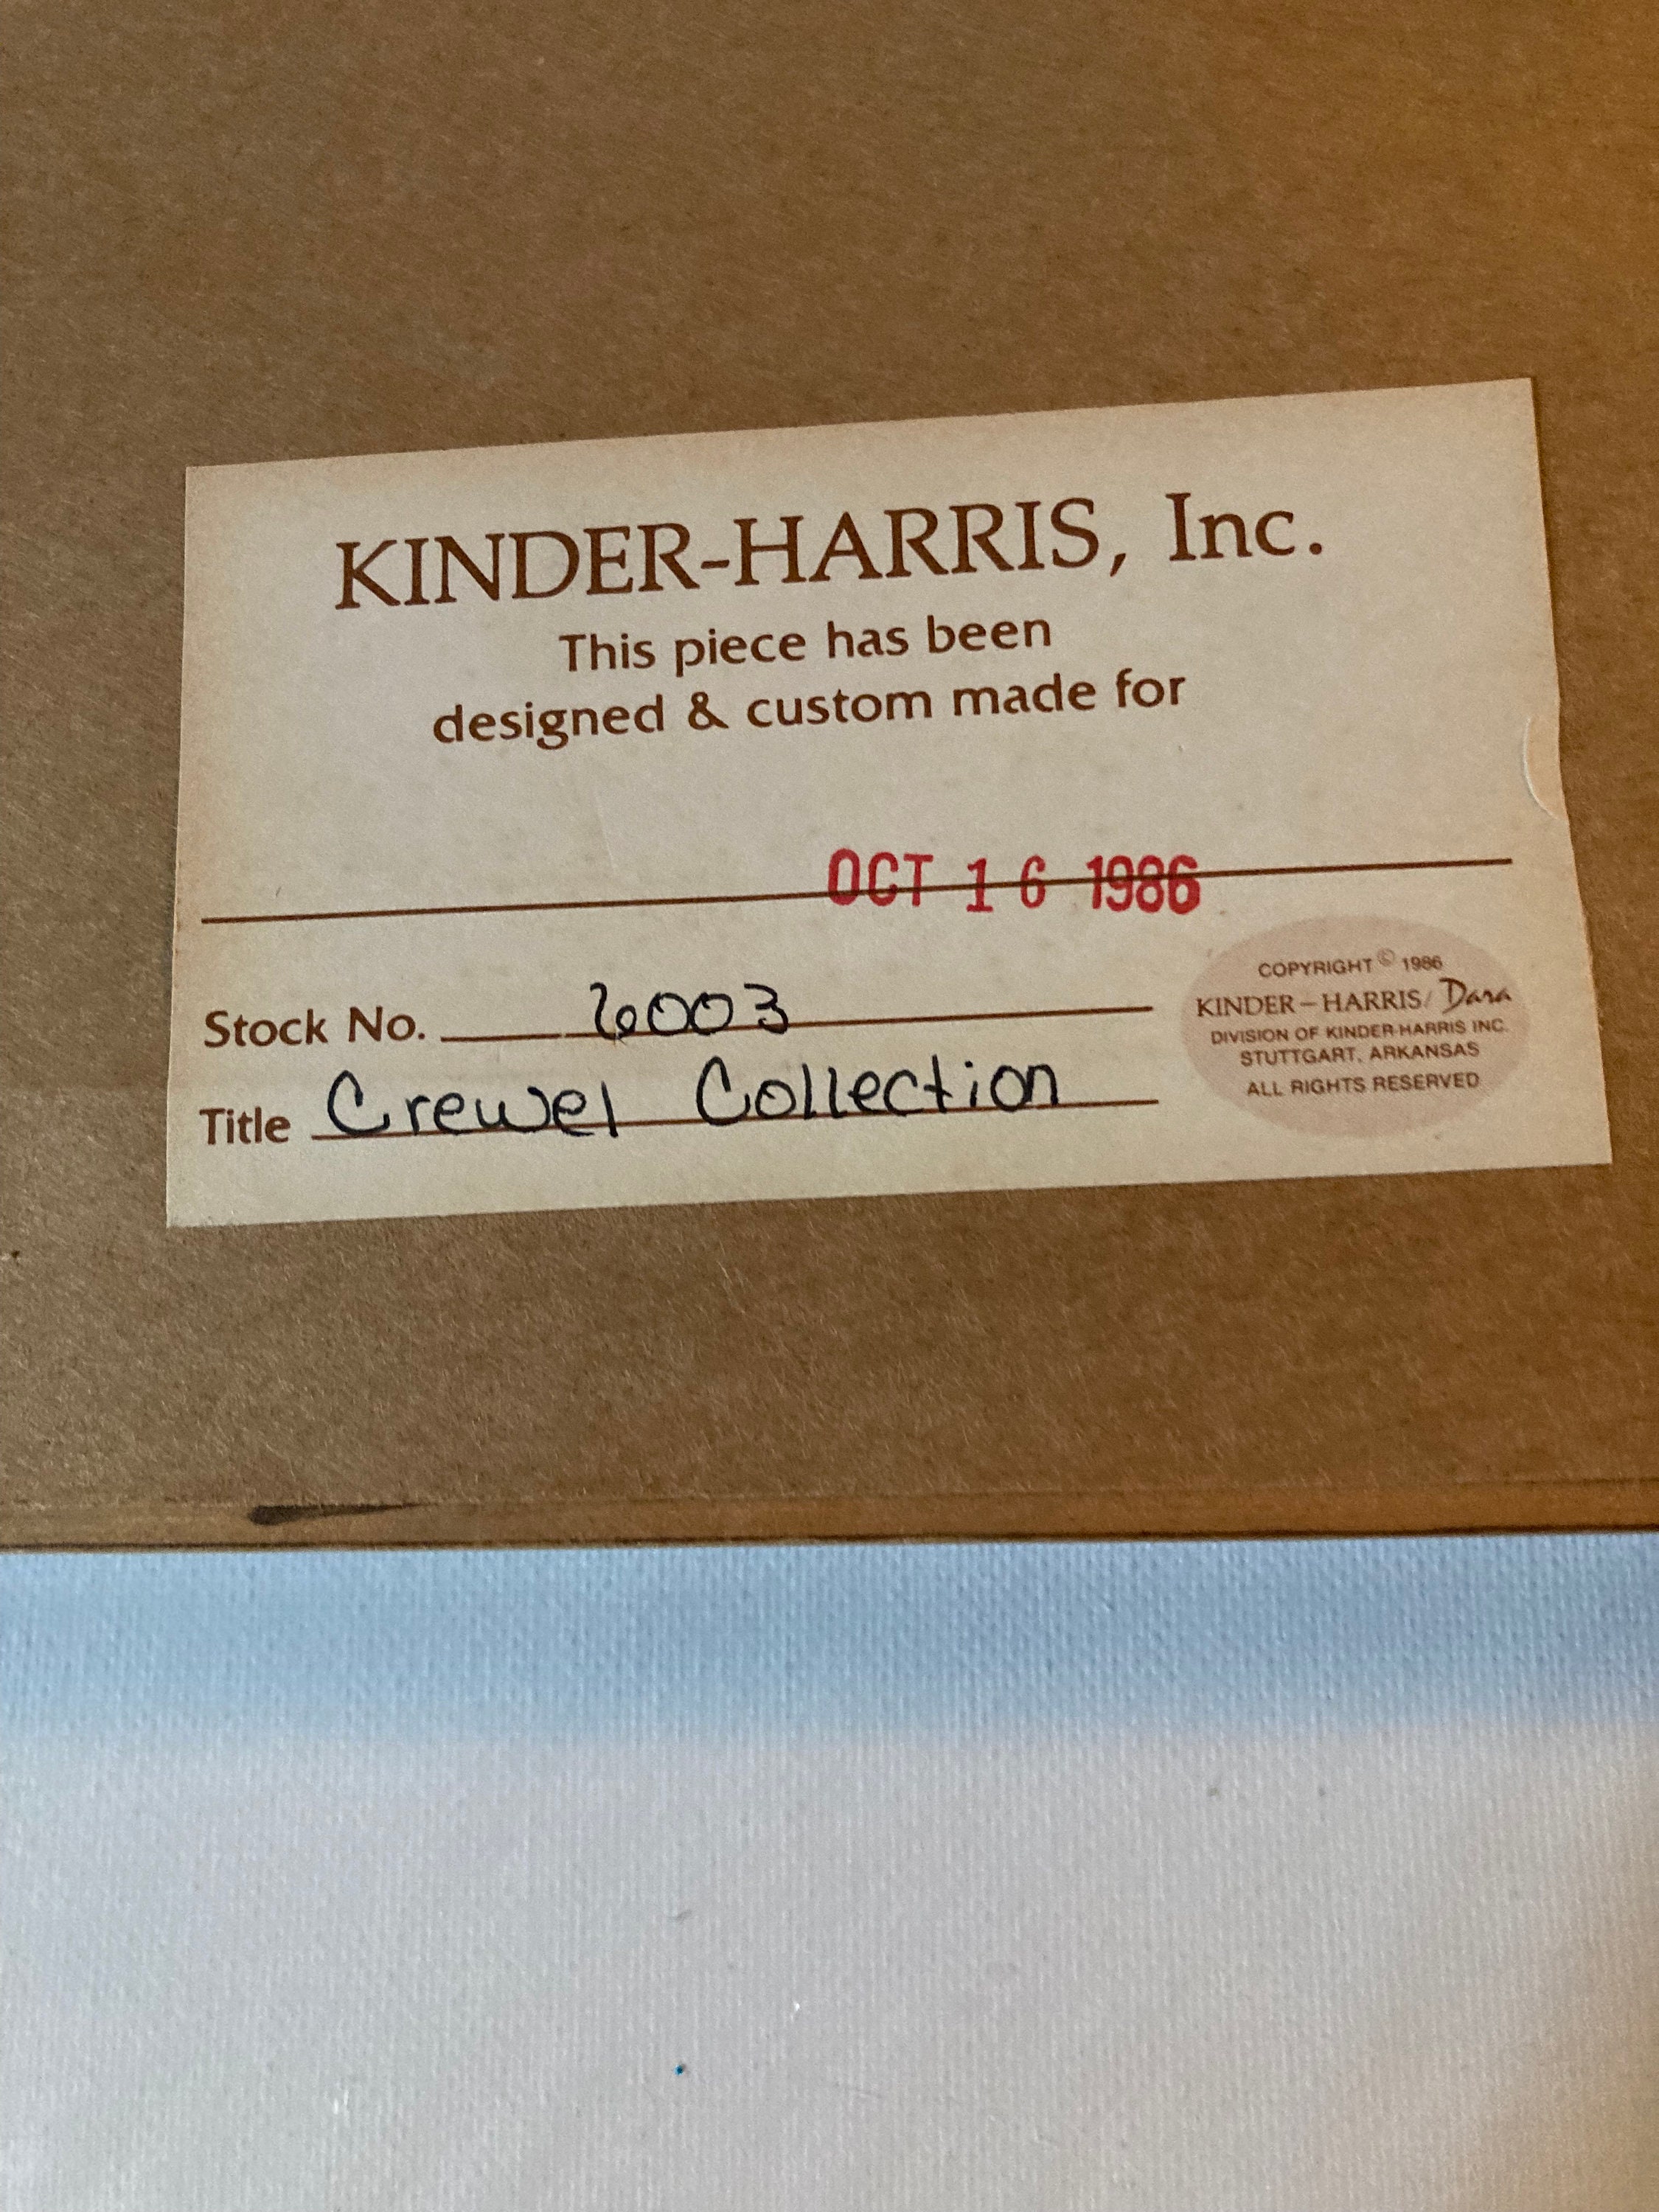 KINDER-HARRIS, Inc.
This piece has been
designed & custom made for
OCT 16 1986
Stock No. 6003
Title Crewel Collection
COPYRIGHT © 1986
KINDER-HARRIS/Dara
DIVISION OF KINDER-HARRIS INC.
STUTTGART, ARKANSAS
ALL RIGHTS RESERVED